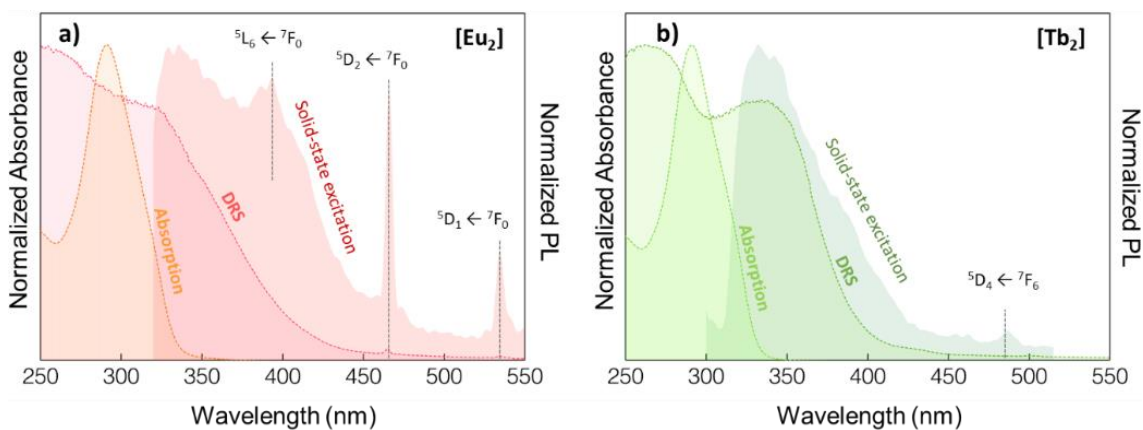 a)
[Eu₂]
⁵L₆ ← ⁷F₀
⁵D₂ ← ⁷F₀
⁵D₁ ← ⁷F₀
Solid-state excitation
DRS
Absorption
Normalized Absorbance
Normalized PL
250 300 350 400 450 500 550
Wavelength (nm)
b)
[Tb₂]
⁵D₄ ← ⁷F₆
Solid-state excitation
DRS
Absorption
Normalized Absorbance
Normalized PL
250 300 350 400 450 500 550
Wavelength (nm)